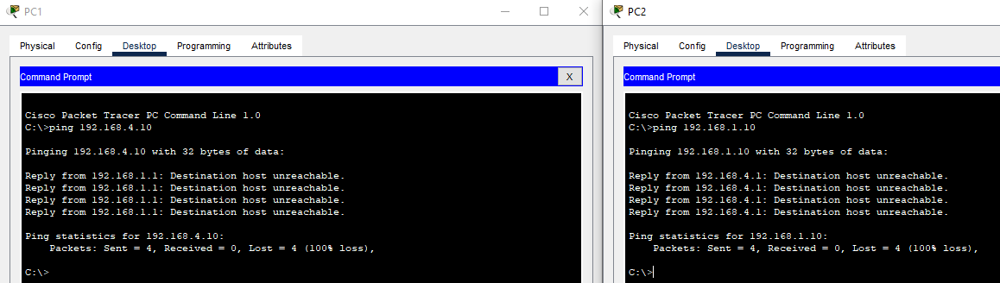 PC1
Physical Config Desktop Programming Attributes
Command Prompt
X
Cisco Packet Tracer PC Command Line 1.0
C:\>ping 192.168.4.10
Pinging 192.168.4.10 with 32 bytes of data:
Reply from 192.168.1.1: Destination host unreachable.
Reply from 192.168.1.1: Destination host unreachable.
Reply from 192.168.1.1: Destination host unreachable.
Reply from 192.168.1.1: Destination host unreachable.
Ping statistics for 192.168.4.10:
Packets: Sent = 4, Received = 0, Lost = 4 (100% loss),
C:\>
PC2
Physical Config Desktop Programming Attributes
Command Prompt
Cisco Packet Tracer PC Command Line 1.0
C:\>ping 192.168.1.10
Pinging 192.168.1.10 with 32 bytes of data:
Reply from 192.168.4.1: Destination host unreachable.
Reply from 192.168.4.1: Destination host unreachable.
Reply from 192.168.4.1: Destination host unreachable.
Reply from 192.168.4.1: Destination host unreachable.
Ping statistics for 192.168.1.10:
Packets: Sent = 4, Received = 0, Lost = 4 (100% loss),
C:\>